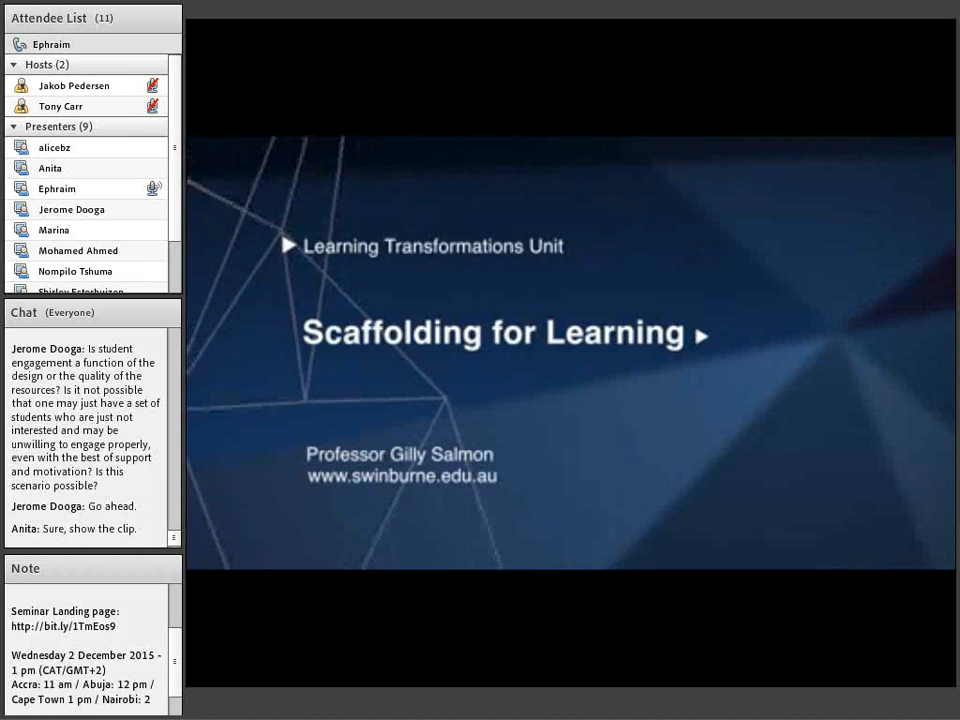 Attendee List (11)
Ephraim
Hosts (2)
Jakob Pedersen
Tony Carr
Presenters (9)
alicebz
Anita
Ephraim
Jerome Dooga
Marina
Mohamed Ahmed
Nompilo Tshuma
Shirley Esterhuizen
Chat (Everyone)
Jerome Dooga: Is student
engagement a function of the
design or the quality of the
resources? Is it not possible
that one may just have a set of
students who are just not
interested and may be
unwilling to engage properly,
even with the best of support
and motivation? Is this
scenario possible?
Jerome Dooga: Go ahead.
Anita: Sure, show the clip.
Note
Seminar Landing page:
http://bit.ly/1TmEos9
Wednesday 2 December 2015 -
1 pm (CAT/GMT+2)
Accra: 11 am / Abuja: 12 pm /
Cape Town 1 pm / Nairobi: 2
Learning Transformations Unit
Scaffolding for Learning
Professor Gilly Salmon
www.swinburne.edu.au